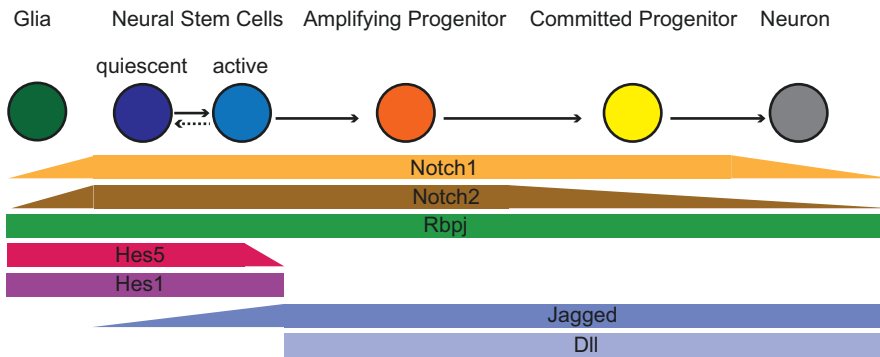 Glia Neural Stem Cells Amplifying Progenitor Committed Progenitor Neuron
quiescent active
Notch1
Notch2
Rbpj
Hes5
Hes1
Jagged
Dll